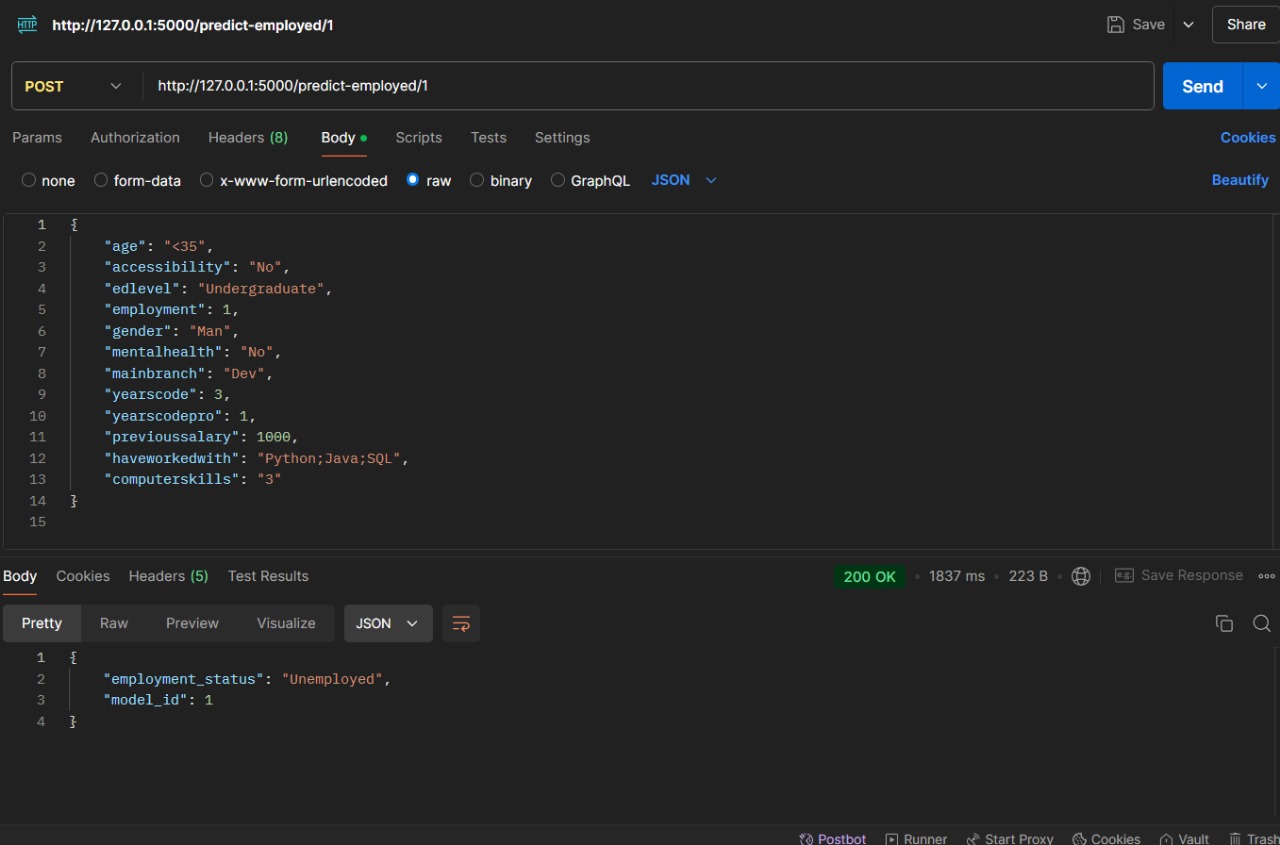 HTTP http://127.0.0.1:5000/predict-employed/1 Save Share
POST http://127.0.0.1:5000/predict-employed/1 Send
Params Authorization Headers (8) Body Scripts Tests Settings Cookies
none form-data x-www-form-urlencoded raw binary GraphQL JSON Beautify
1 {
2 "age": "<35",
3 "accessibility": "No",
4 "edlevel": "Undergraduate",
5 "employment": 1,
6 "gender": "Man",
7 "mentalhealth": "No",
8 "mainbranch": "Dev",
9 "yearscode": 3,
10 "yearscodepro": 1,
11 "previoussalary": 1000,
12 "haveworkedwith": "Python;Java;SQL",
13 "computerskills": "3"
14 }
15
Body Cookies Headers (5) Test Results 200 OK • 1837 ms • 223 B • e.g. Save Response
Pretty Raw Preview Visualize JSON
1 {
2 "employment_status": "Unemployed",
3 "model_id": 1
4 }
Postbot Runner Start Proxy Cookies Vault Trash